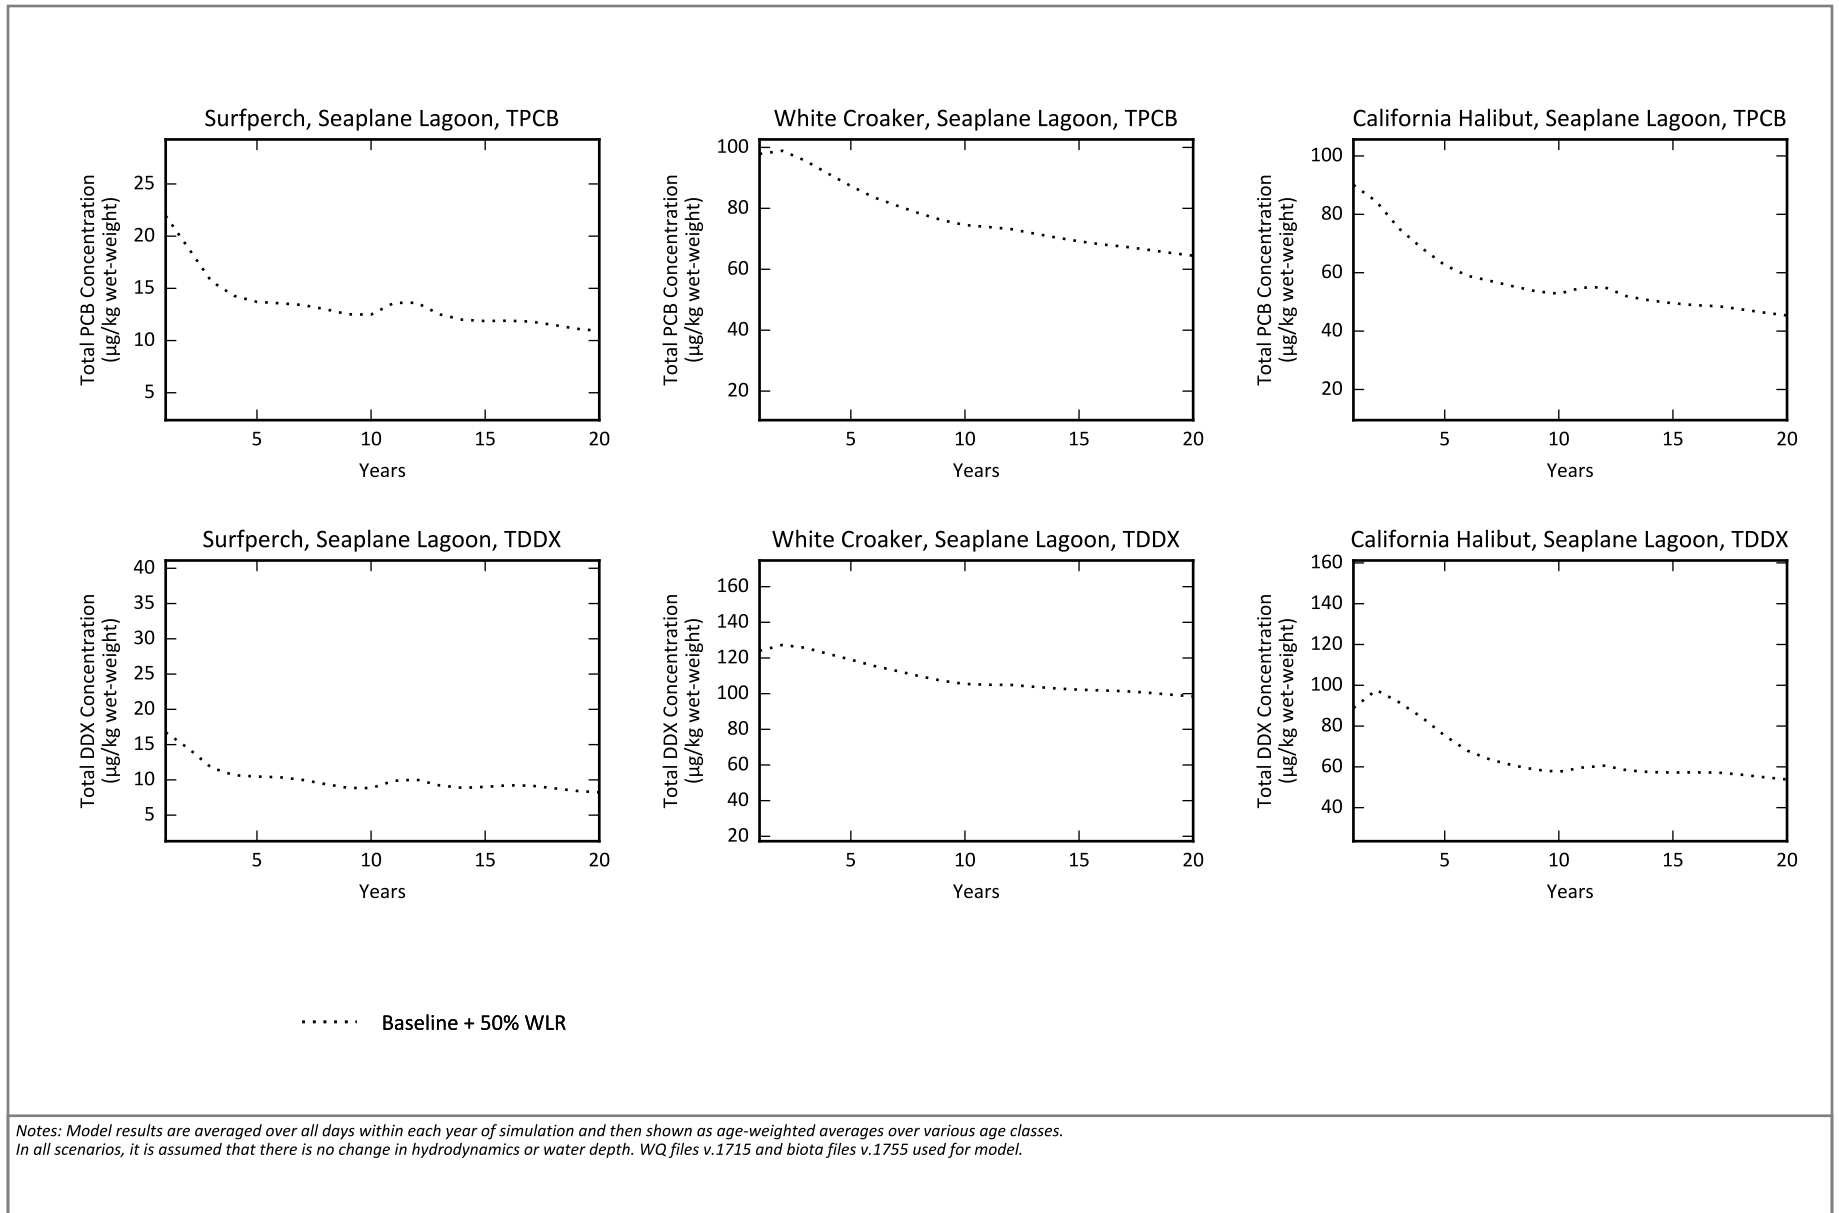 Surfperch, Seaplane Lagoon, TPCB
Total PCB Concentration
(µg/kg wet-weight)
25
20
15
10
5
5 10 15 20
Years
White Croaker, Seaplane Lagoon, TPCB
Total PCB Concentration
(µg/kg wet-weight)
100
80
60
40
20
5 10 15 20
Years
California Halibut, Seaplane Lagoon, TPCB
Total PCB Concentration
(µg/kg wet-weight)
100
80
60
40
20
5 10 15 20
Years
Surfperch, Seaplane Lagoon, TDDX
Total DDX Concentration
(µg/kg wet-weight)
40
35
30
25
20
15
10
5
5 10 15 20
Years
White Croaker, Seaplane Lagoon, TDDX
Total DDX Concentration
(µg/kg wet-weight)
160
140
120
100
80
60
40
20
5 10 15 20
Years
California Halibut, Seaplane Lagoon, TDDX
Total DDX Concentration
(µg/kg wet-weight)
160
140
120
100
80
60
40
5 10 15 20
Years
Baseline + 50% WLR
Notes: Model results are averaged over all days within each year of simulation and then shown as age-weighted averages over various age classes.
In all scenarios, it is assumed that there is no change in hydrodynamics or water depth. WQ files v.1715 and biota files v.1755 used for model.